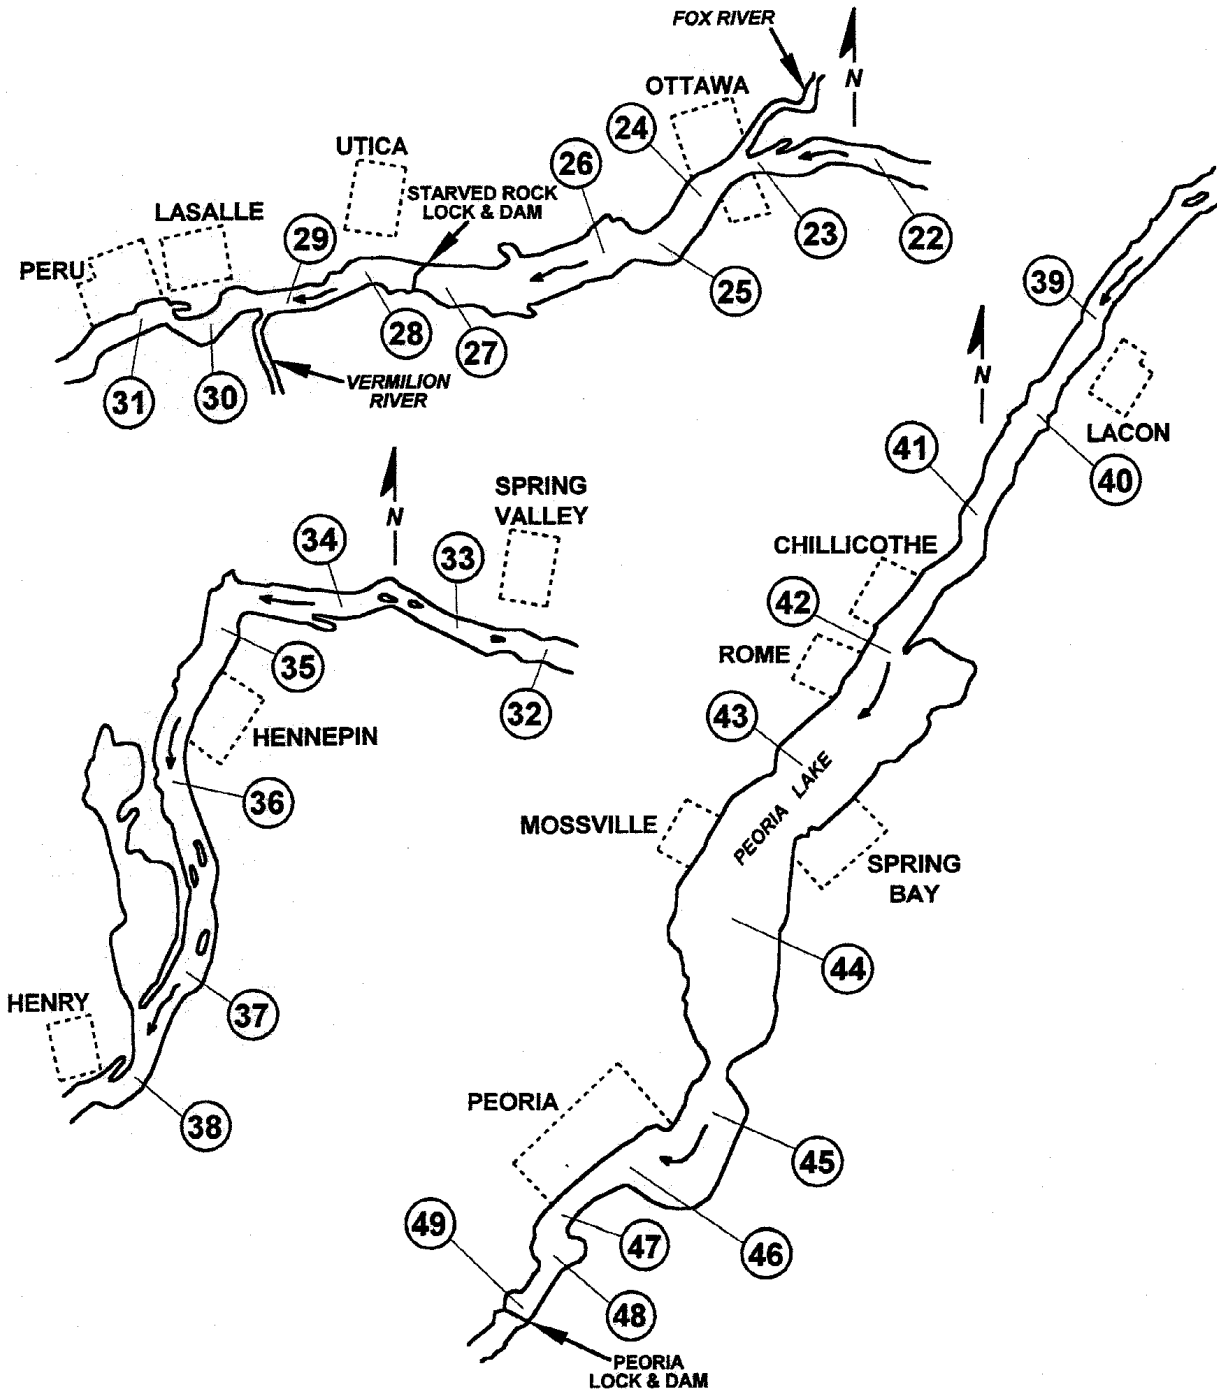 FOX RIVER
N
OTTAWA
24
UTICA
26
STARVED ROCK
LOCK & DAM
LASALLE
29
23
22
PERU
25
28
27
31
30
VERMILION
RIVER
39
N
LACON
41
40
SPRING
VALLEY
N
34
33
CHILLICOTHE
42
35
ROME
32
43
HENNEPIN
PEORIA LAKE
36
MOSSVILLE
SPRING
BAY
44
HENRY
37
PEORIA
38
45
49
47
46
48
PEORIA
LOCK & DAM